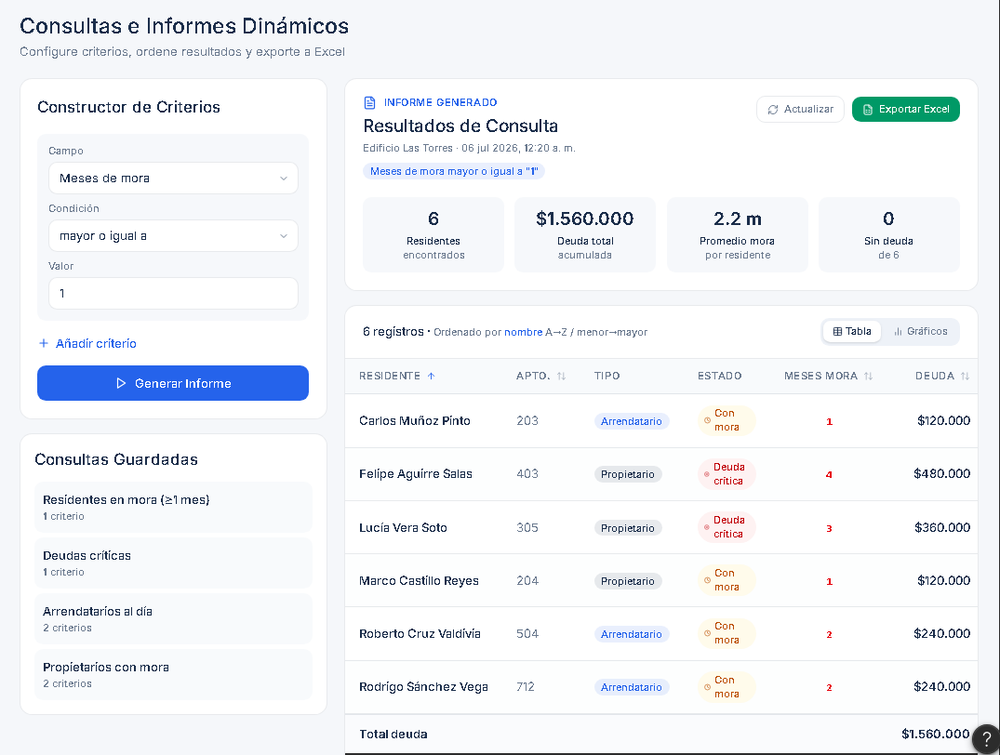 Consultas e Informes Dinámicos
Configure criterios, ordene resultados y exporte a Excel
Constructor de Criterios
Campo
Meses de mora
Condición
mayor o igual a
Valor
1
+ Añadir criterio
Generar Informe
Consultas Guardadas
Residentes en mora (≥1 mes)
1 criterio
Deudas críticas
1 criterio
Arrendatarios al día
2 criterios
Propietarios con mora
2 criterios
INFORME GENERADO
Resultados de Consulta
Edificio Las Torres · 06 jul 2026, 12:20 a. m.
Meses de mora mayor o igual a "1"
Actualizar
Exportar Excel
6
Residentes
encontrados
$1.560.000
Deuda total
acumulada
2.2 m
Promedio mora
por residente
0
Sin deuda
de 6
6 registros · Ordenado por nombre A→Z / menor→mayor
Tabla
Gráficos
RESIDENTE ↑ APTO. ↑↓ TIPO ESTADO MESES MORA ↑↓ DEUDA ↑↓
Carlos Muñoz Pinto 203 Arrendatario Con mora 1 $120.000
Felipe Aguirre Salas 403 Propietario Deuda crítica 4 $480.000
Lucía Vera Soto 305 Propietario Deuda crítica 3 $360.000
Marco Castillo Reyes 204 Propietario Con mora 1 $120.000
Roberto Cruz Valdivia 504 Arrendatario Con mora 2 $240.000
Rodrigo Sánchez Vega 712 Arrendatario Con mora 2 $240.000
Total deuda $1.560.000
?